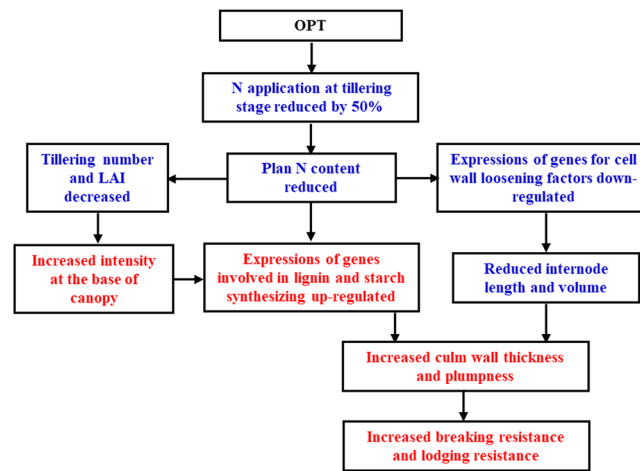 OPT
N application at tillering
stage reduced by 50%
Tillering number
and LAI
decreased
Plan N content
reduced
Expressions of genes for cell
wall loosening factors down-
regulated
Increased intensity
at the base of
canopy
Expressions of genes
involved in lignin and starch
synthesizing up-regulated
Reduced internode
length and volume
Increased culm wall thickness
and plumpness
Increased breaking resistance
and lodging resistance